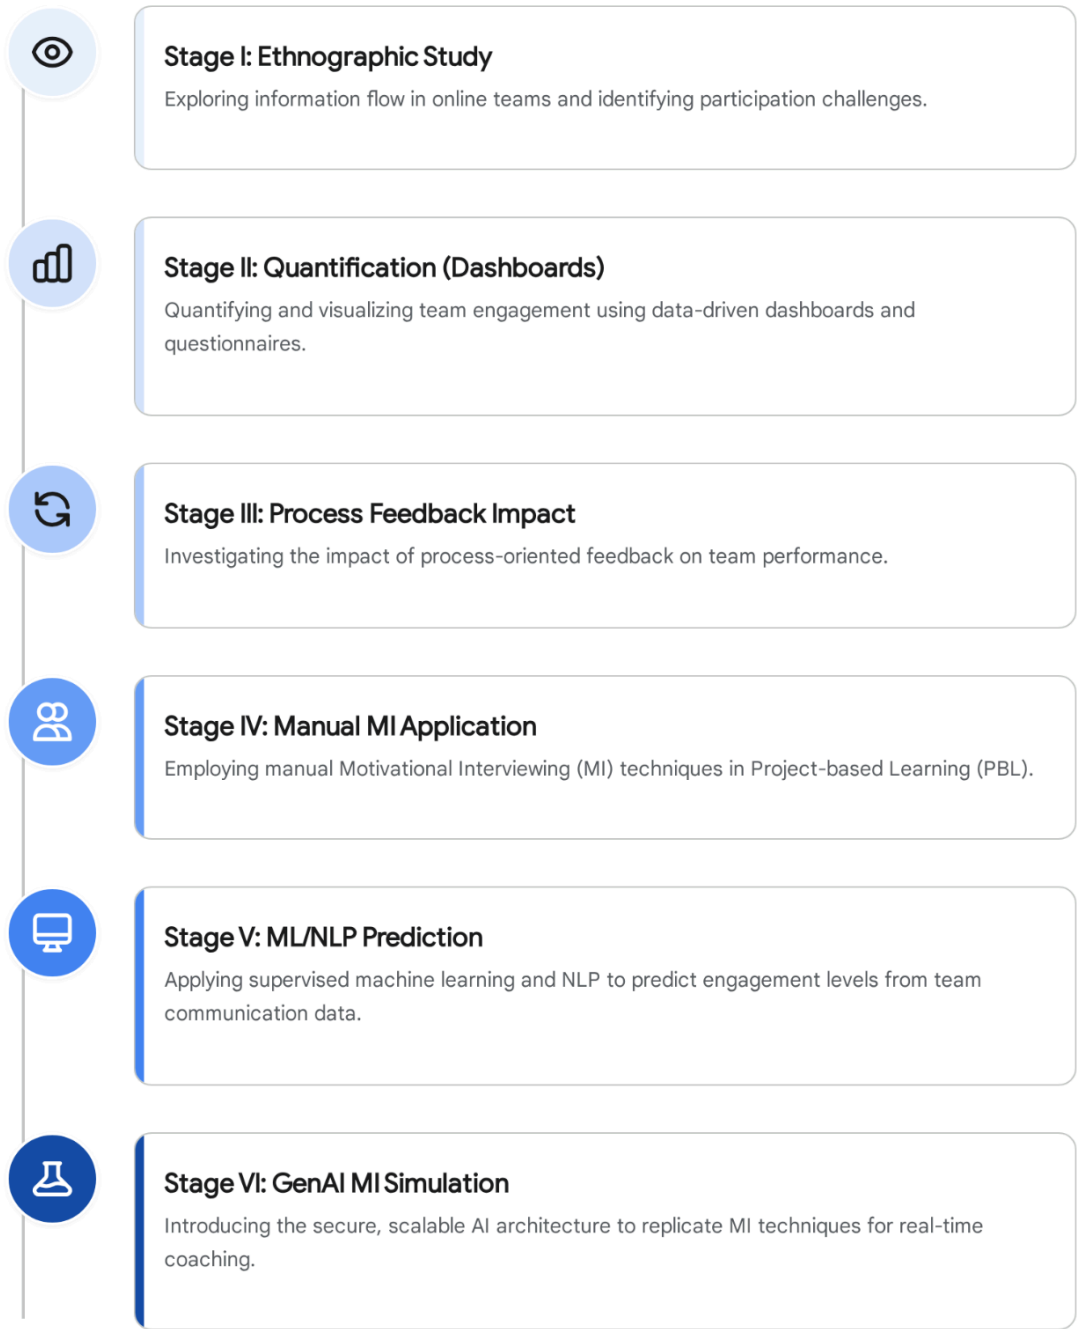 Stage I: Ethnographic Study
Exploring information flow in online teams and identifying participation challenges.
Stage II: Quantification (Dashboards)
Quantifying and visualizing team engagement using data-driven dashboards and
questionnaires.
Stage III: Process Feedback Impact
Investigating the impact of process-oriented feedback on team performance.
Stage IV: Manual MI Application
Employing manual Motivational Interviewing (MI) techniques in Project-based Learning (PBL).
Stage V: ML/NLP Prediction
Applying supervised machine learning and NLP to predict engagement levels from team
communication data.
Stage VI: GenAI MI Simulation
Introducing the secure, scalable AI architecture to replicate MI techniques for real-time
coaching.